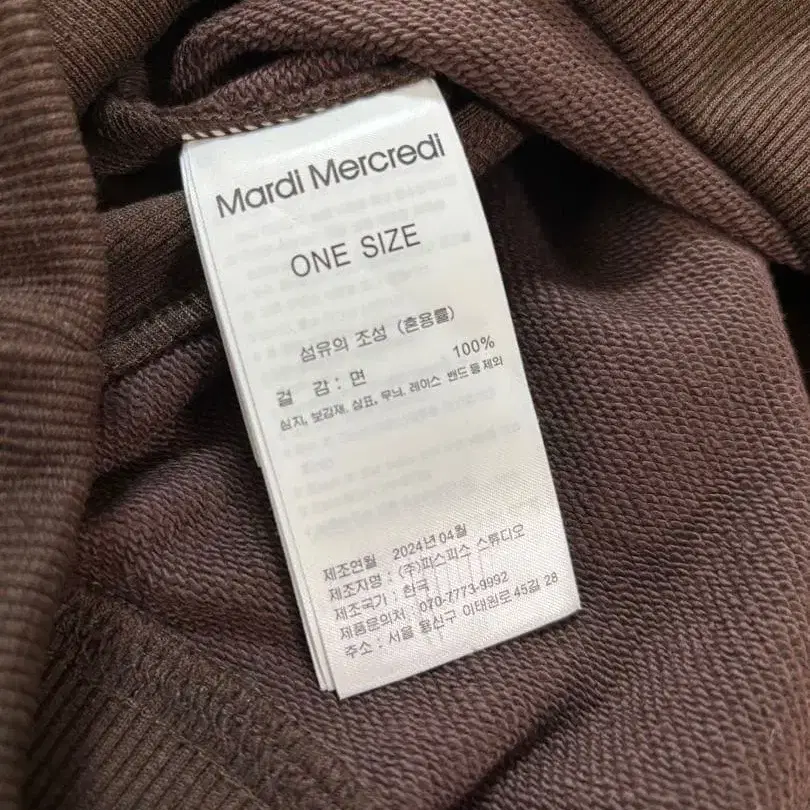 Mardi Mercredi
ONE SIZE
섬유의 조성 (혼용률)
겉 감 : 면 100%
심지, 보강재, 상표, 무늬, 레이스 밴드 등 제외
제조연월 : 2024년 04월
제조자명 : (주)피스피스 스튜디오
제조국가 : 한국
제품문의처 : 070-7773-9992
주소 : 서울 용산구 이태원로 45길 28